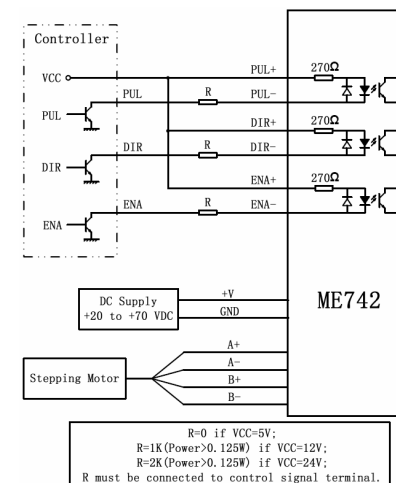 Controller
VCC
PUL+
270Ω
PUL
R
PUL-
PUL
DIR+
270Ω
DIR
R
DIR-
DIR
ENA+
270Ω
ENA
R
ENA-
ENA
ME742
DC Supply
+20 to +70 VDC
+V
GND
Stepping Motor
A+
A-
B+
B-
R=0 if VCC=5V;
R=1K(Power>0.125W) if VCC=12V;
R=2K(Power>0.125W) if VCC=24V;
R must be connected to control signal terminal.